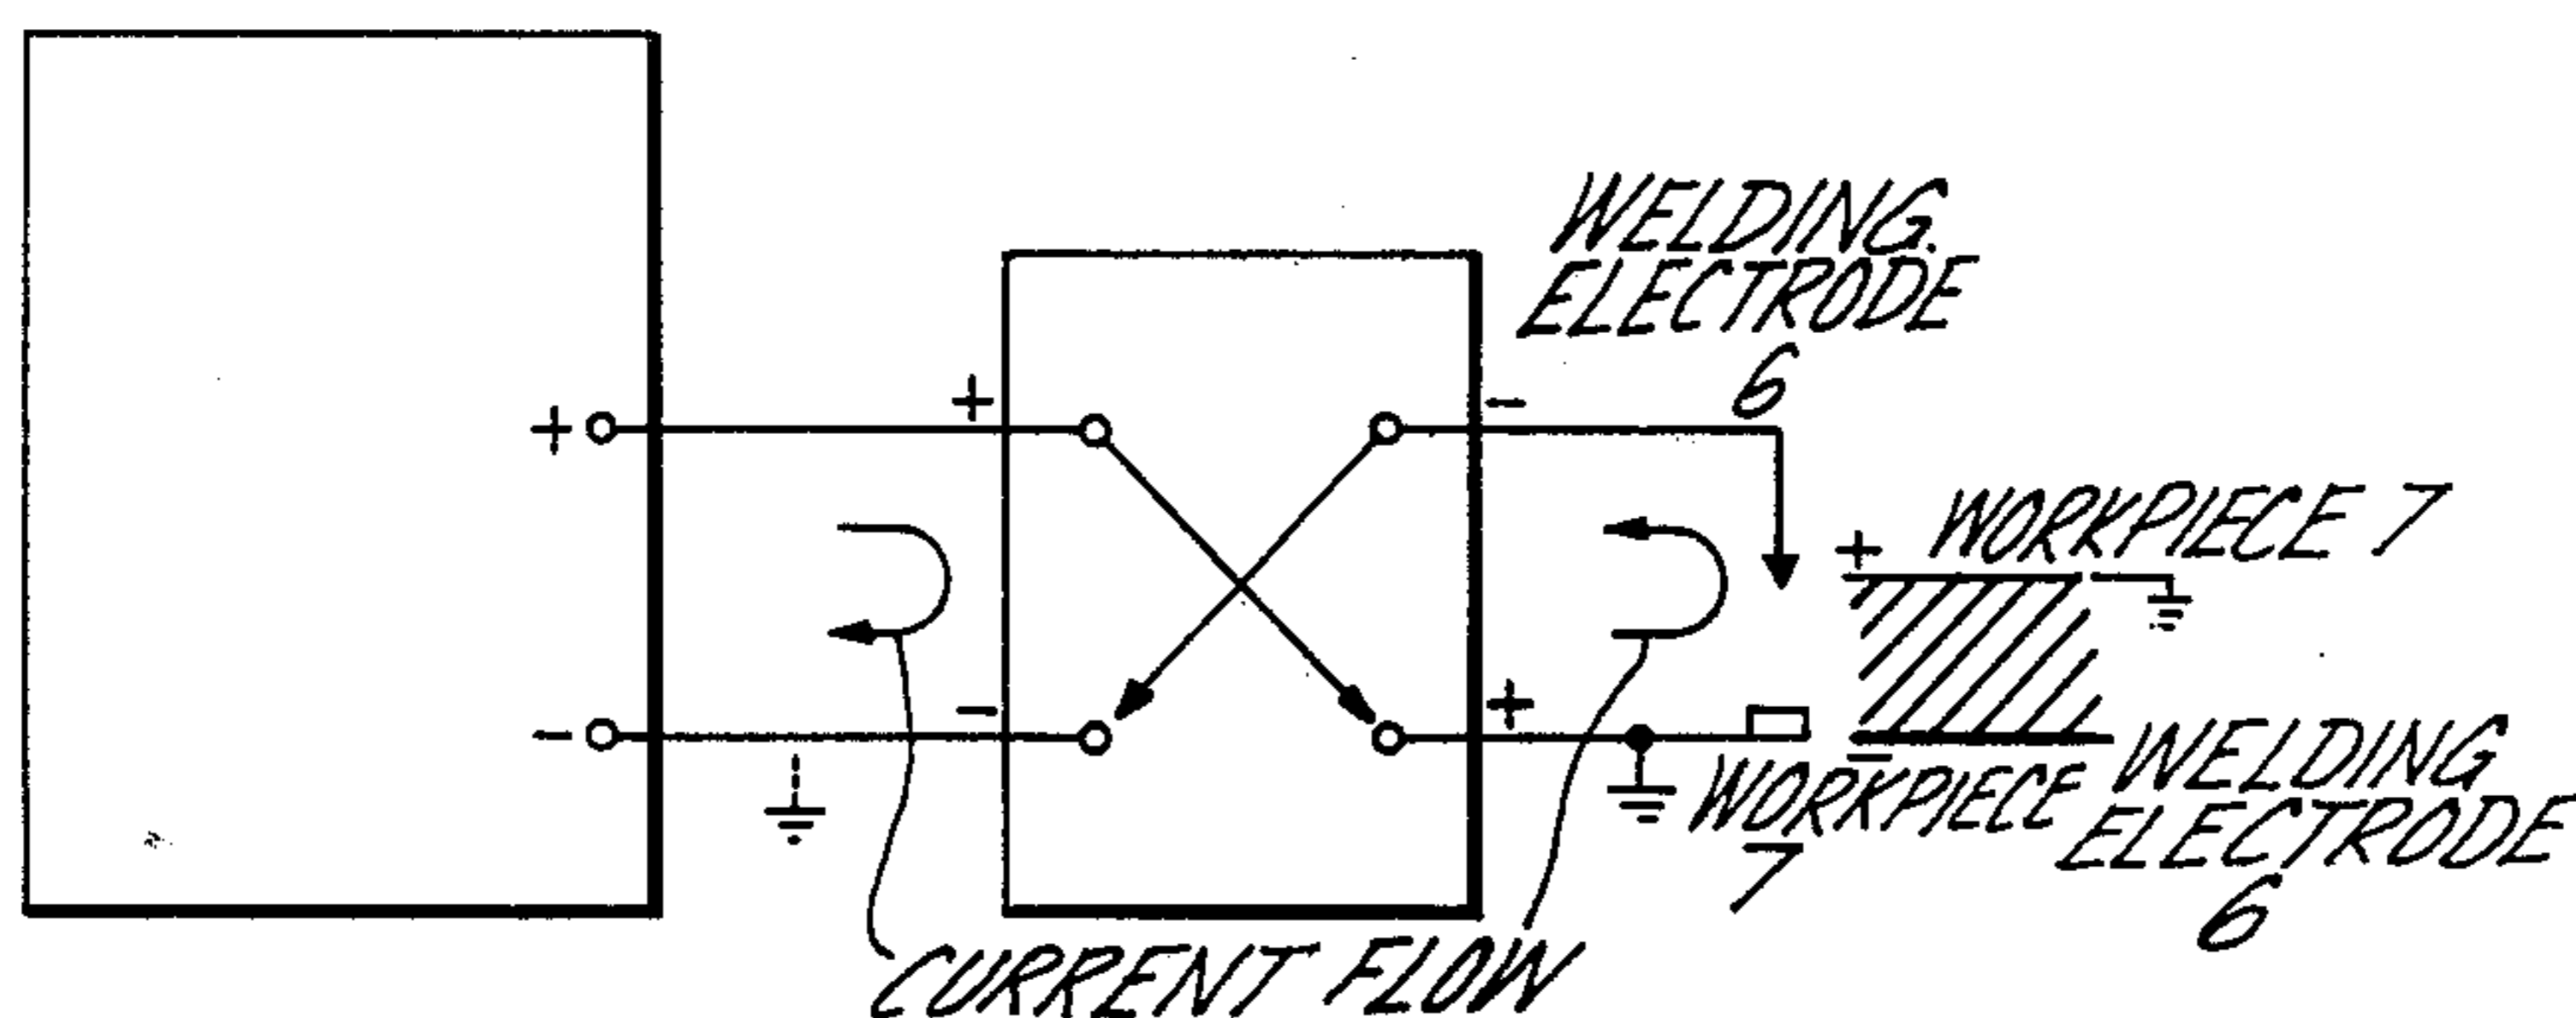 WELDING.
ELECTRODE
6
+
+
-
WORKPIECE 7
+
-
-
+
-
WORKPIECE
7
WELDING
ELECTRODE
6
CURRENT FLOW